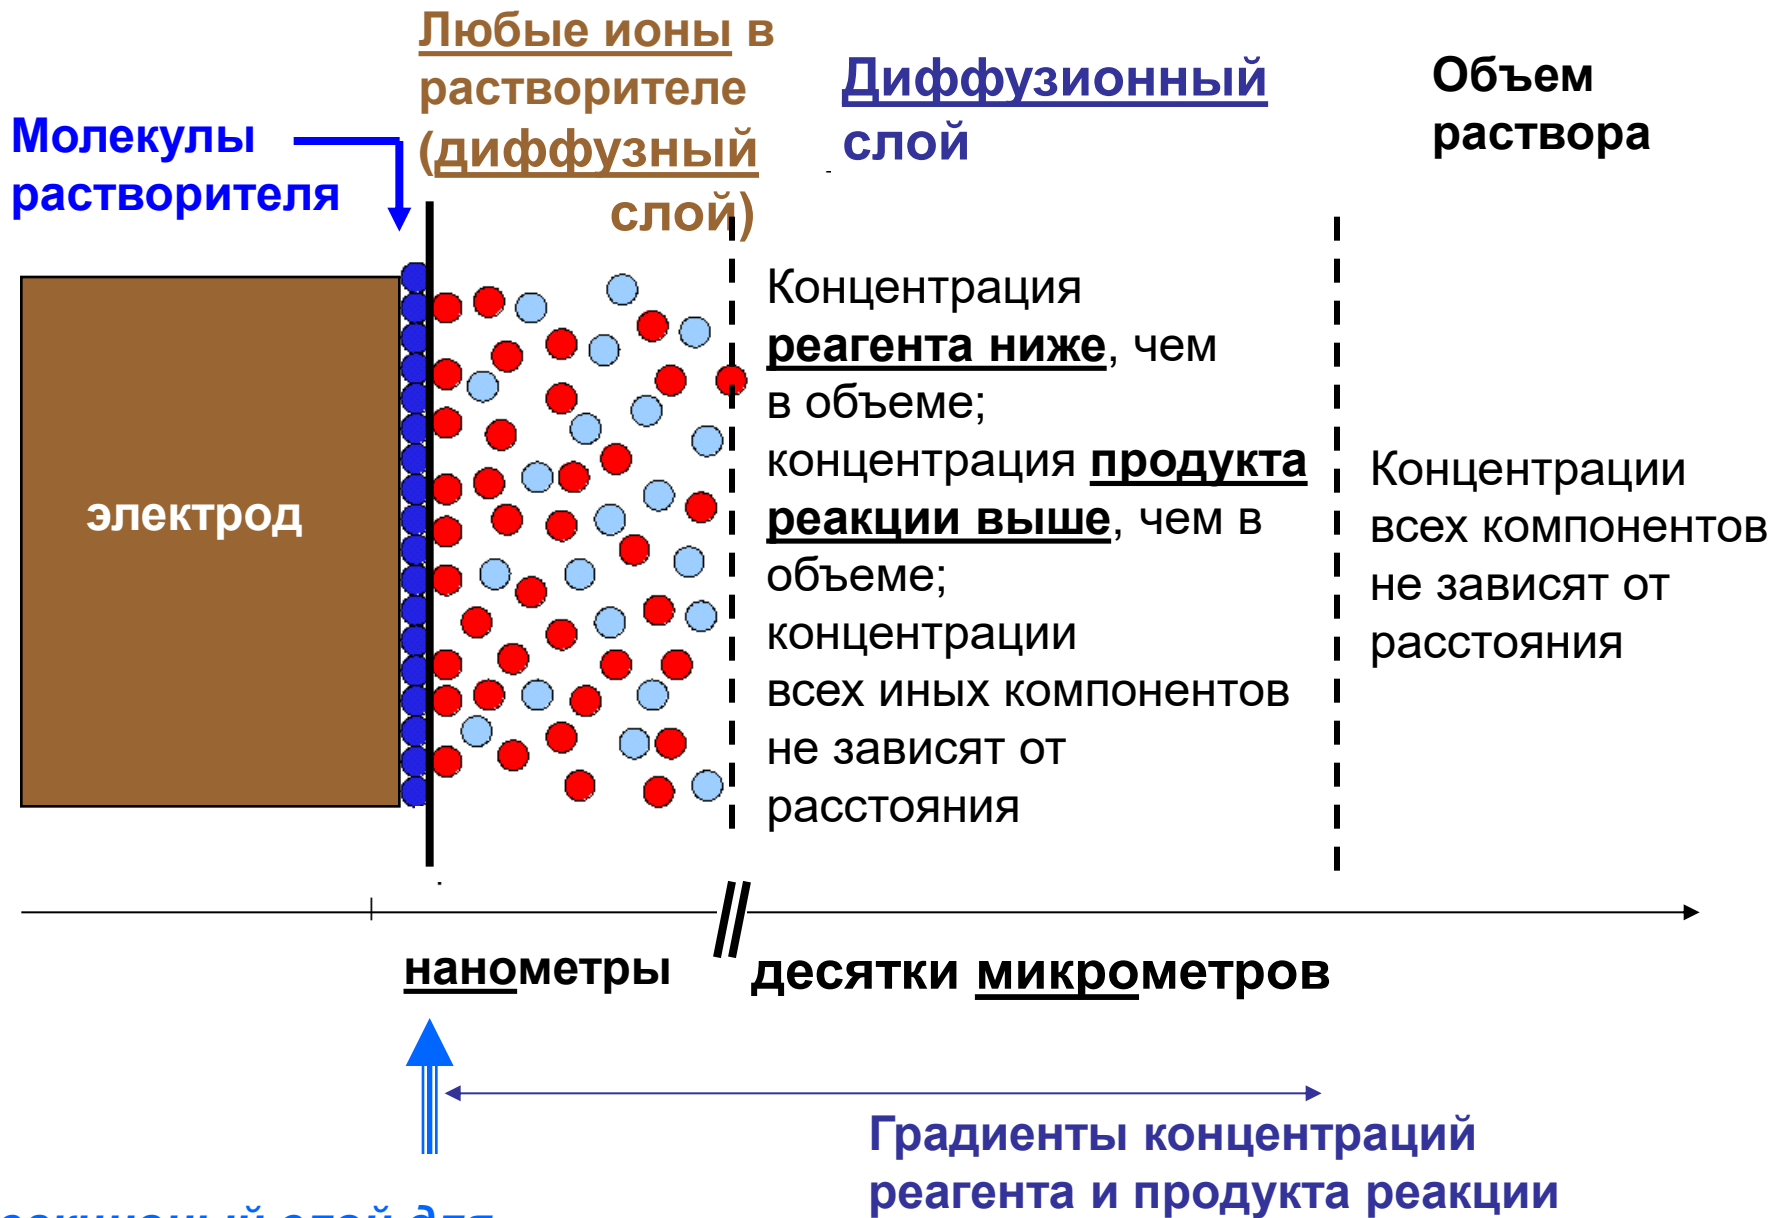 Любые ионы в
растворителе
(диффузный
слой)
Диффузионный
слой
Объем
раствора
Молекулы
растворителя
электрод
Концентрация
реагента ниже, чем
в объеме;
концентрация продукта
реакции выше, чем в
объеме;
концентрации
всех иных компонентов
не зависят от
расстояния
Концентрации
всех компонентов
не зависят от
расстояния
нанометры
десятки микрометров
Градиенты концентраций
реагента и продукта реакции
слой для